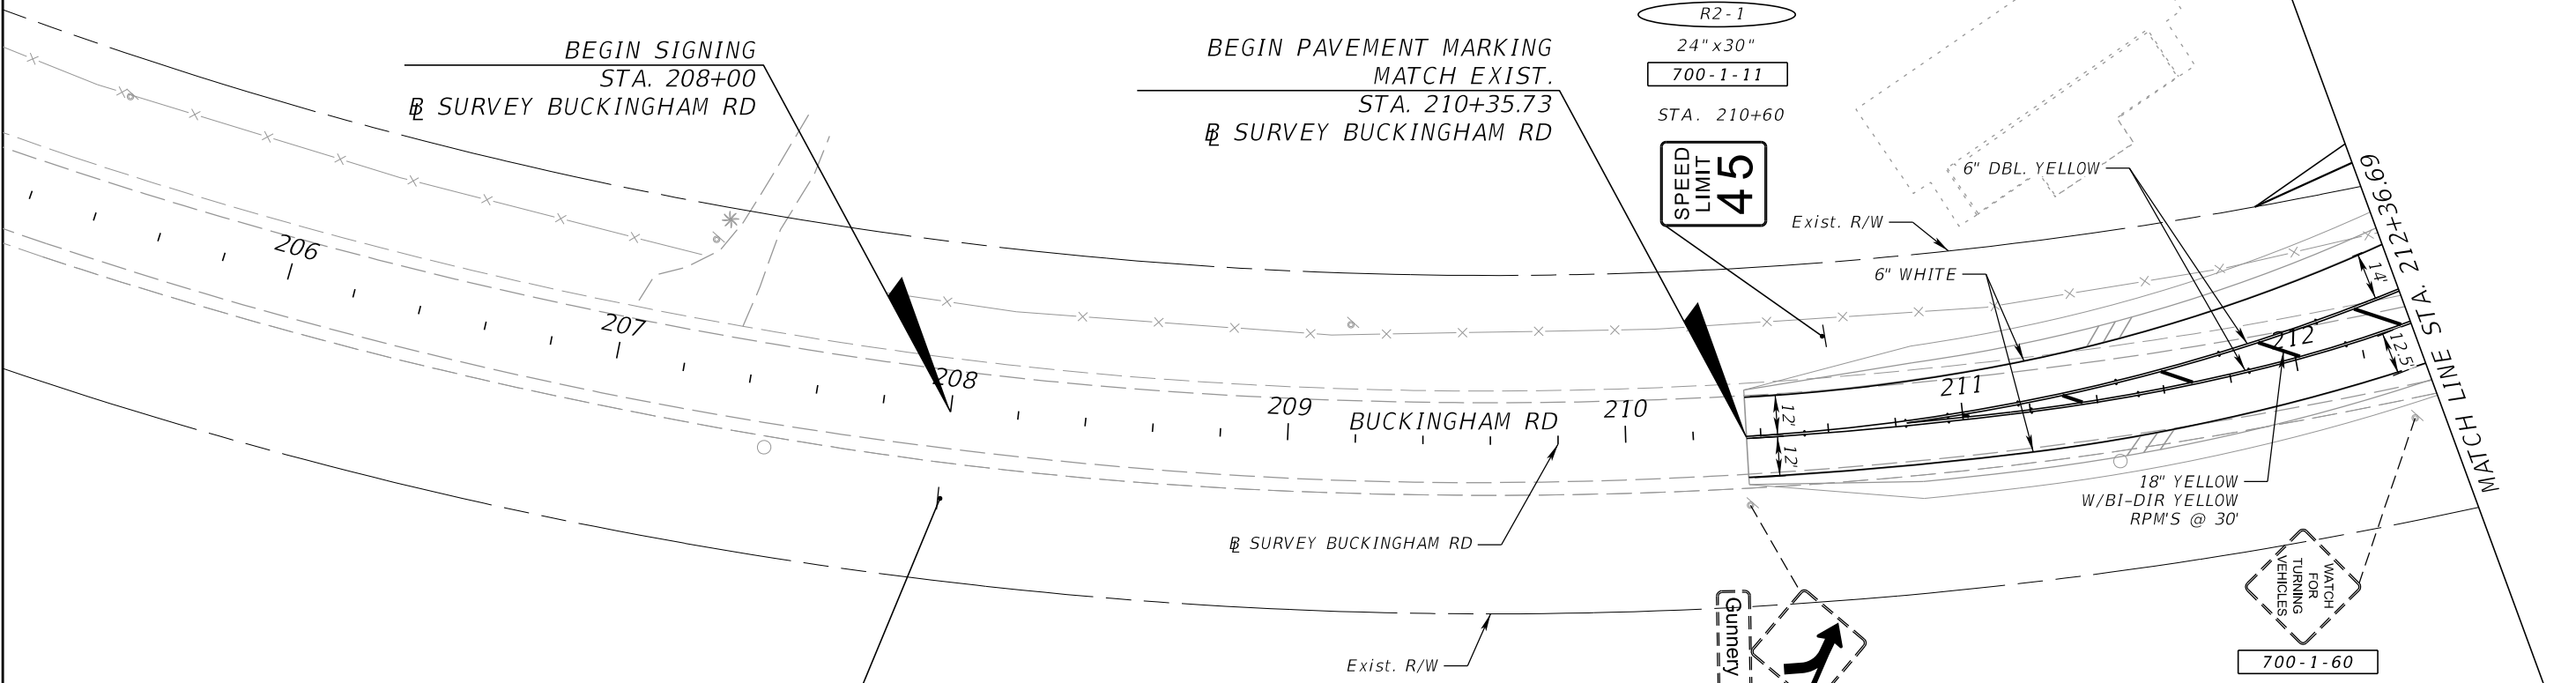 BEGIN SIGNING
STA. 208+00
BL SURVEY BUCKINGHAM RD
BEGIN PAVEMENT MARKING
MATCH EXIST.
STA. 210+35.73
BL SURVEY BUCKINGHAM RD
R2-1
24"x30"
700-1-11
STA. 210+60
SPEED
LIMIT
45
Exist. R/W
6" DBL. YELLOW
6" WHITE
MATCH LINE STA. 212+36.69
14'
12.5'
206
207
208
209
210
211
212
BUCKINGHAM RD
12'
12'
BL SURVEY BUCKINGHAM RD
18" YELLOW
W/BI-DIR YELLOW
RPM'S @ 30'
Exist. R/W
Gunnery
WATCH
FOR
TURNING
VEHICLES
700-1-60